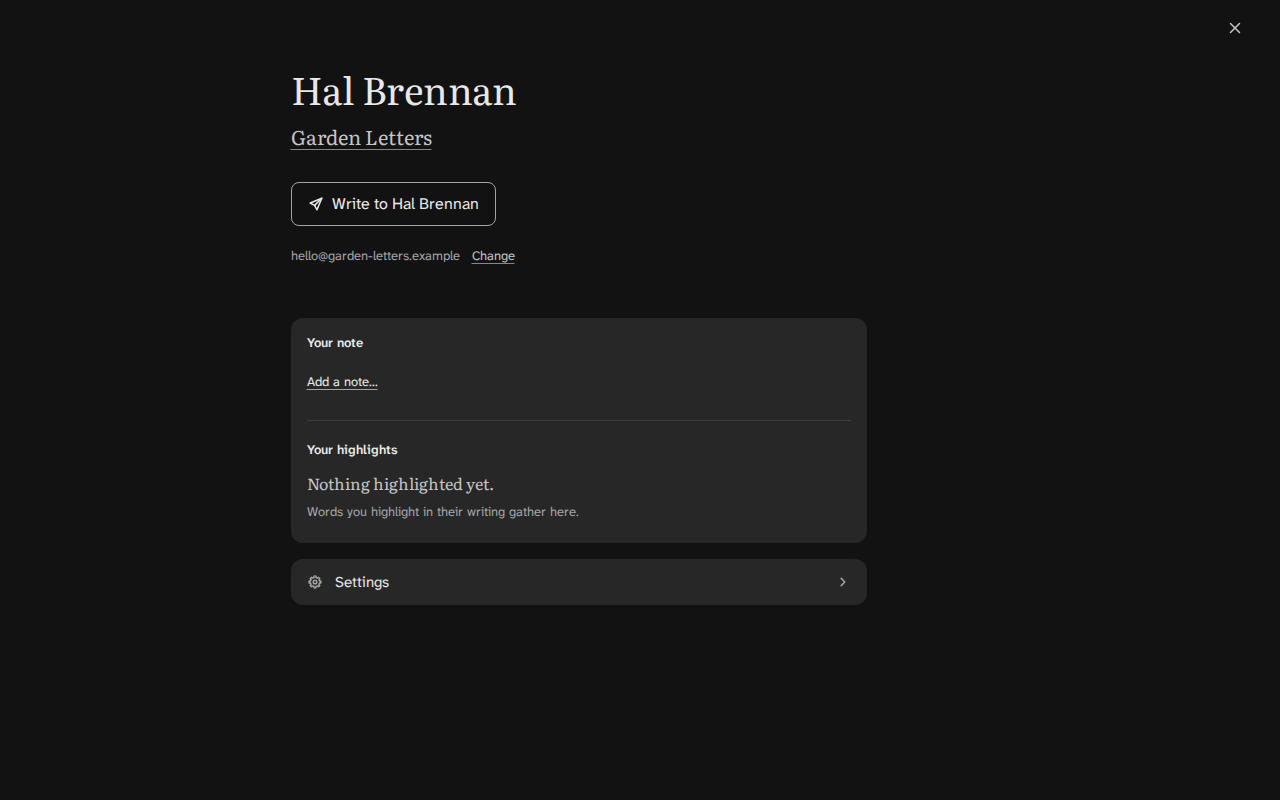 Hal Brennan
Garden Letters
Write to Hal Brennan
hello@garden-letters.example Change
Your note
Add a note...
Your highlights
Nothing highlighted yet.
Words you highlight in their writing gather here.
Settings